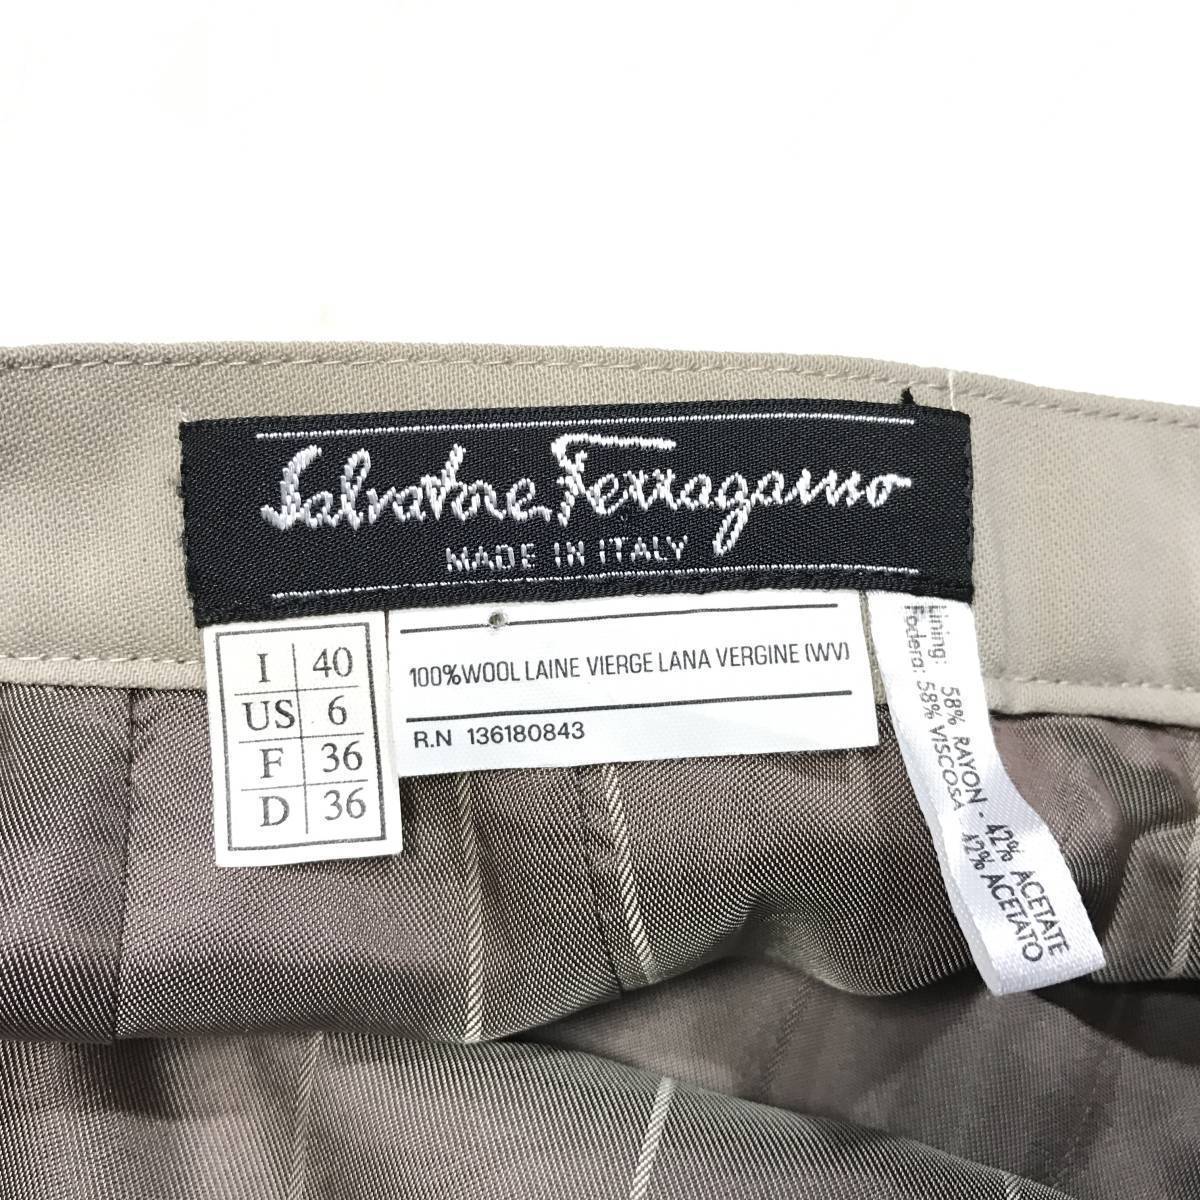 Salvatore Ferragamo
MADE IN ITALY
I 40
US 6
F 36
D 36
100%WOOL LAINE VIERGE LANA VERGINE (WV)
R.N 136180843
lining: 58% RAYON - 42% ACETATE
Fodera: 58% VISCOSA 42% ACETATO